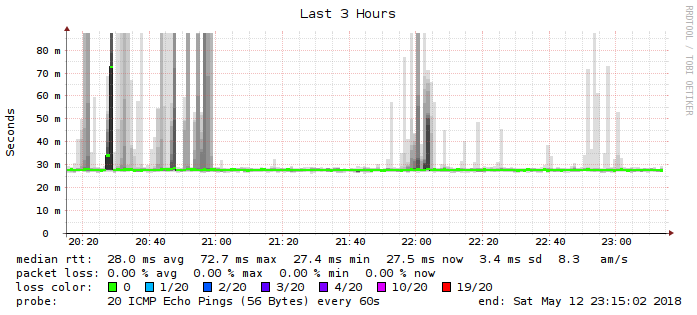 Last 3 Hours
RRDTOOL / TOBI OETIKER
Seconds
80 m
70 m
60 m
50 m
40 m
30 m
20 m
10 m
0
20:20 20:40 21:00 21:20 21:40 22:00 22:20 22:40 23:00
median rtt: 28.0 ms avg 72.7 ms max 27.4 ms min 27.5 ms now 3.4 ms sd 8.3 am/s
packet loss: 0.00 % avg 0.00 % max 0.00 % min 0.00 % now
loss color: 0 1/20 2/20 3/20 4/20 10/20 19/20
probe: 20 ICMP Echo Pings (56 Bytes) every 60s end: Sat May 12 23:15:02 2018